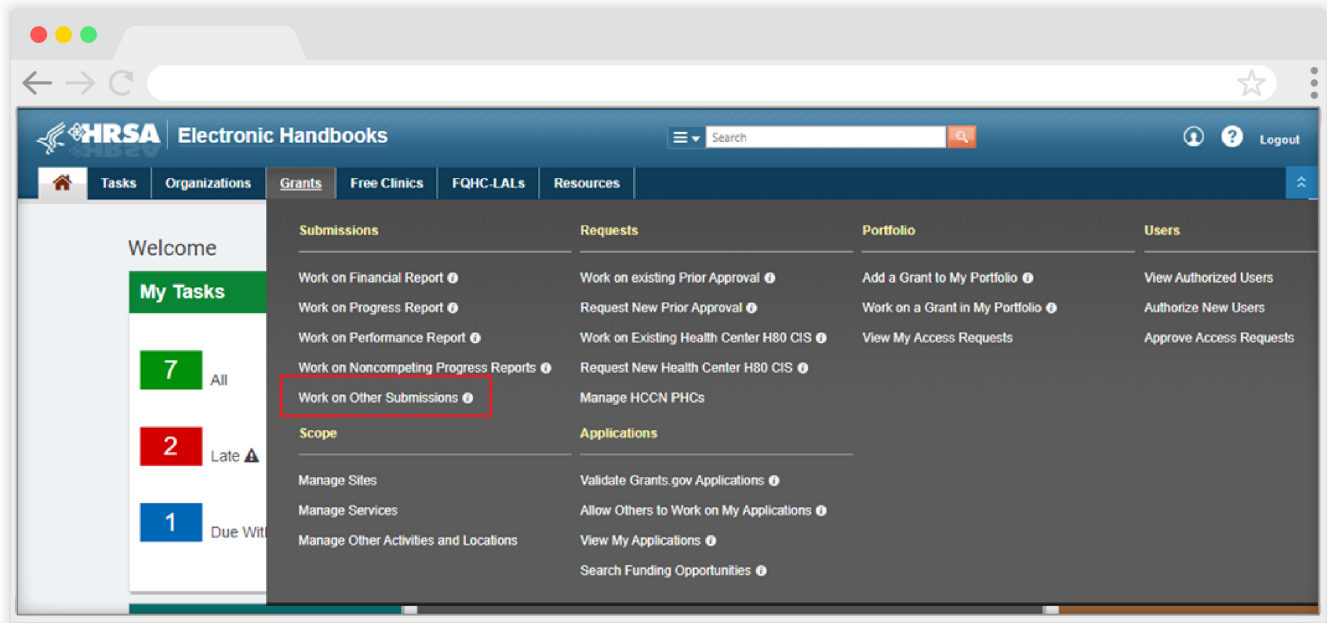 HRSA Electronic Handbooks
Search
? Logout
Tasks Organizations Grants Free Clinics FQHC-LALs Resources
Welcome
My Tasks
7 All
2 Late
1 Due Wit
Submissions
Work on Financial Report
Work on Progress Report
Work on Performance Report
Work on Noncompeting Progress Reports
Work on Other Submissions
Scope
Manage Sites
Manage Services
Manage Other Activities and Locations
Requests
Work on existing Prior Approval
Request New Prior Approval
Work on Existing Health Center H80 CIS
Request New Health Center H80 CIS
Manage HCCN PHCs
Applications
Validate Grants.gov Applications
Allow Others to Work on My Applications
View My Applications
Search Funding Opportunities
Portfolio
Add a Grant to My Portfolio
Work on a Grant in My Portfolio
View My Access Requests
Users
View Authorized Users
Authorize New Users
Approve Access Requests